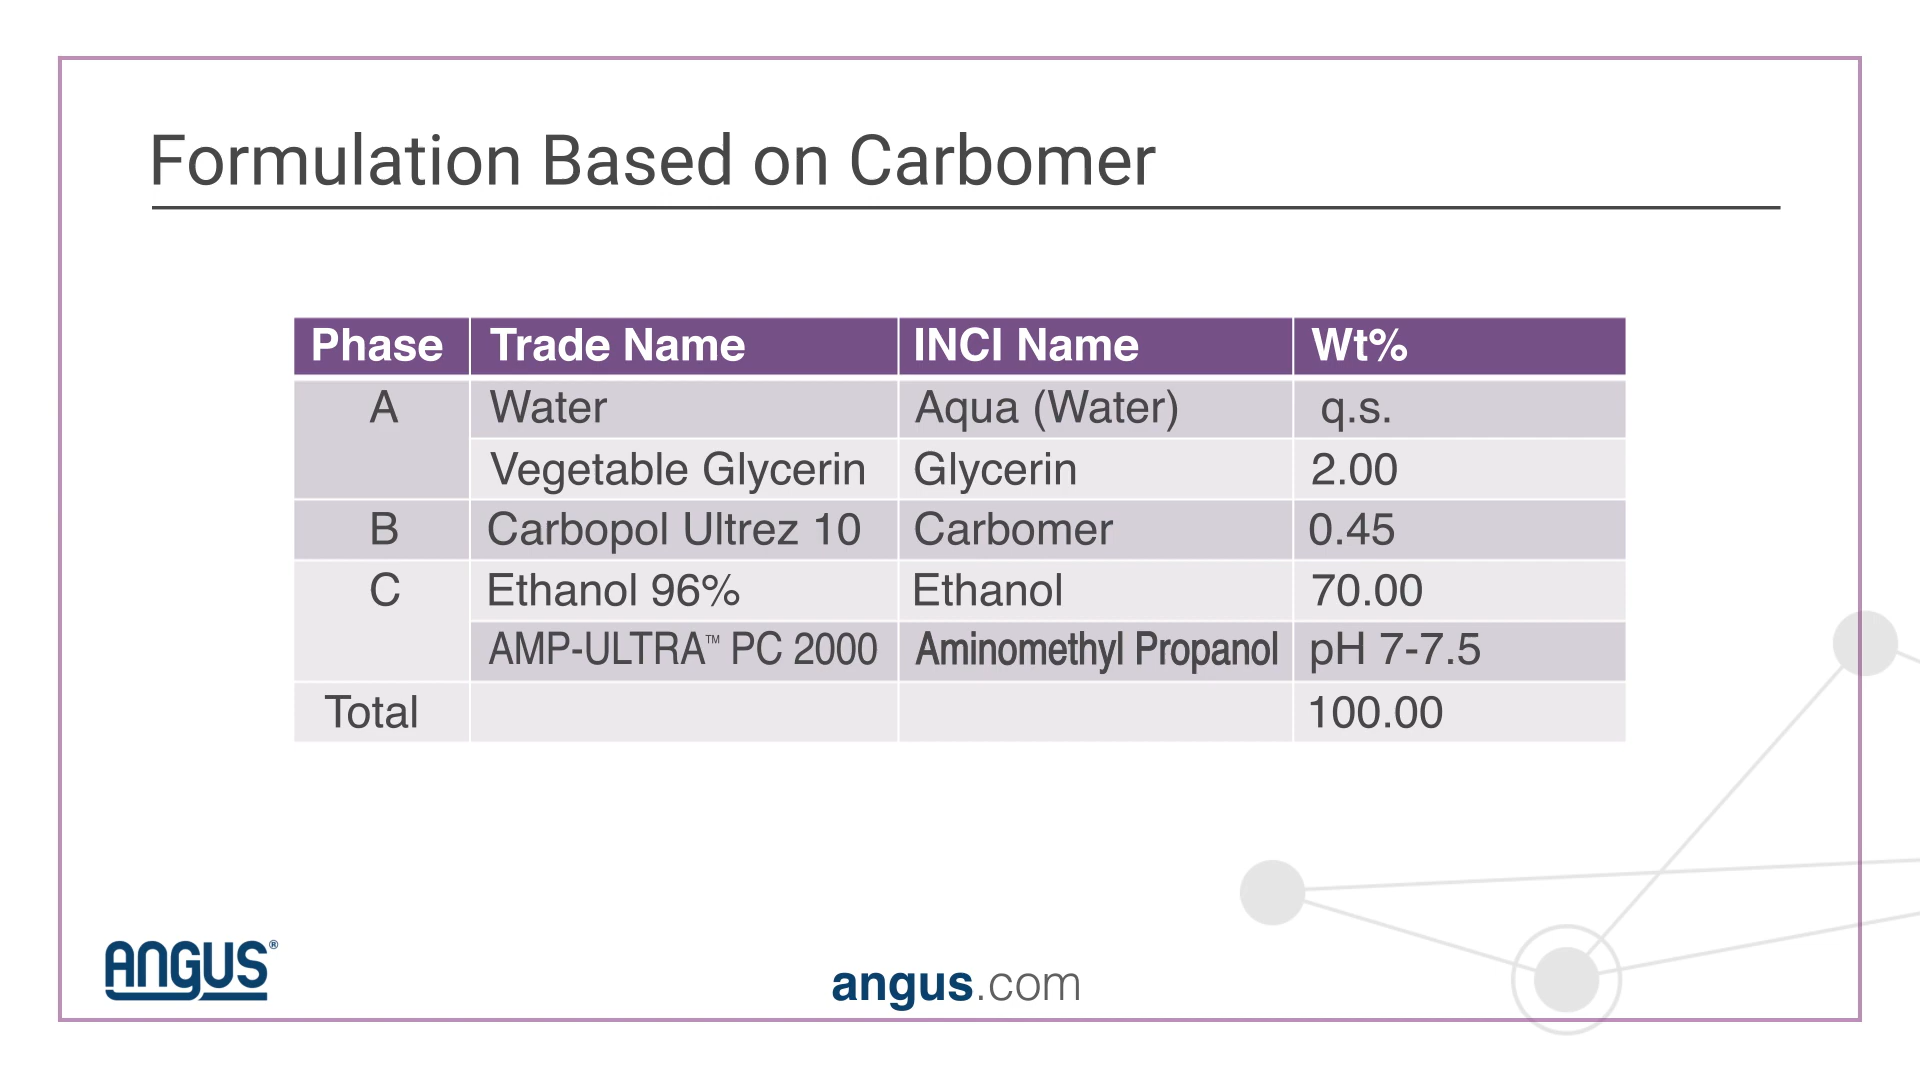 Formulation Based on Carbomer
Phase Trade Name INCI Name Wt%
A Water Aqua (Water) q.s.
Vegetable Glycerin Glycerin 2.00
B Carbopol Ultrez 10 Carbomer 0.45
C Ethanol 96% Ethanol 70.00
AMP-ULTRA™ PC 2000 Aminomethyl Propanol pH 7-7.5
Total 100.00
ANGUS®
angus.com